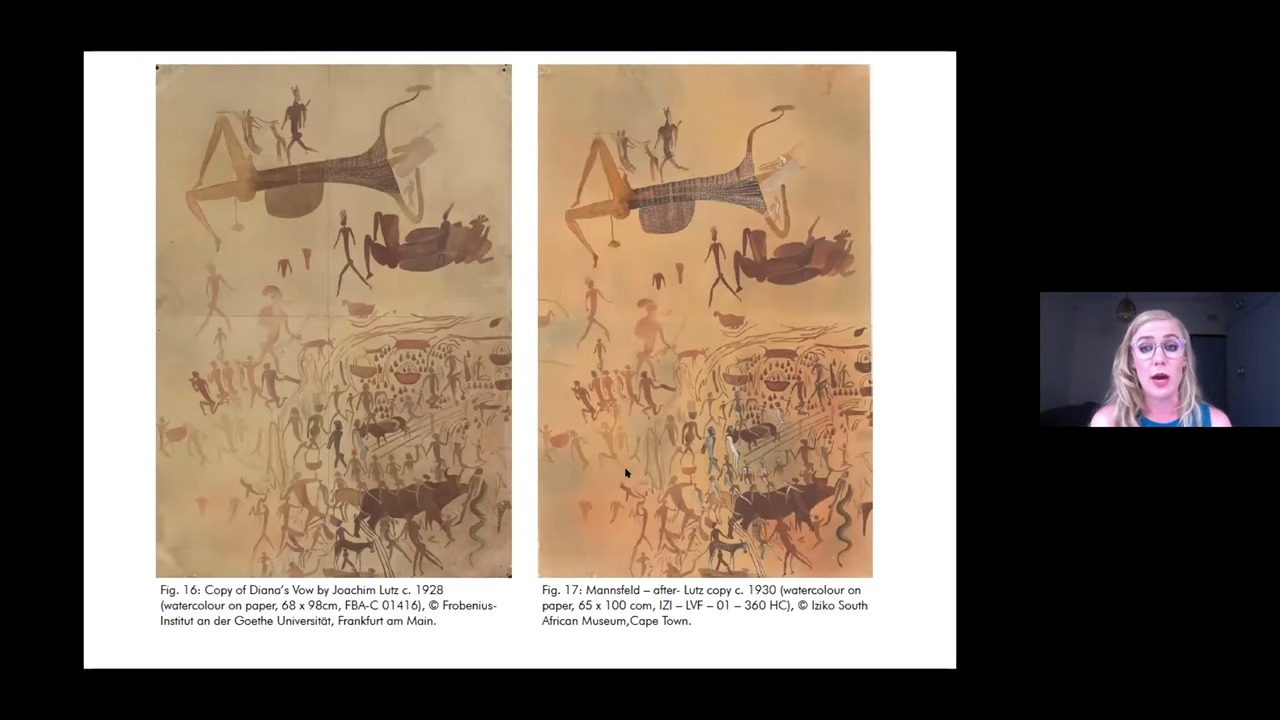 Fig. 16: Copy of Diana's Vow by Joachim Lutz c. 1928
(watercolour on paper, 68 x 98cm, FBA-C 01416), © Frobenius-
Institut an der Goethe Universität, Frankfurt am Main.
Fig. 17: Mannsfeld – after- Lutz copy c. 1930 (watercolour on
paper, 65 x 100 com, IZI – LVF – 01 – 360 HC), © Iziko South
African Museum,Cape Town.